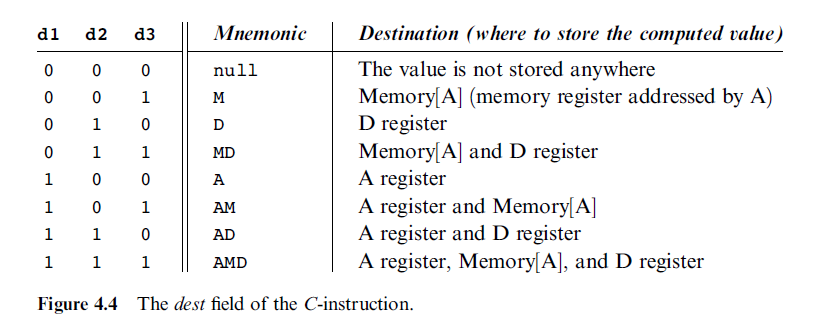 d1 d2 d3 Mnemonic Destination (where to store the computed value)
0 0 0 null The value is not stored anywhere
0 0 1 M Memory[A] (memory register addressed by A)
0 1 0 D D register
0 1 1 MD Memory[A] and D register
1 0 0 A A register
1 0 1 AM A register and Memory[A]
1 1 0 AD A register and D register
1 1 1 AMD A register, Memory[A], and D register
Figure 4.4 The dest field of the C-instruction.